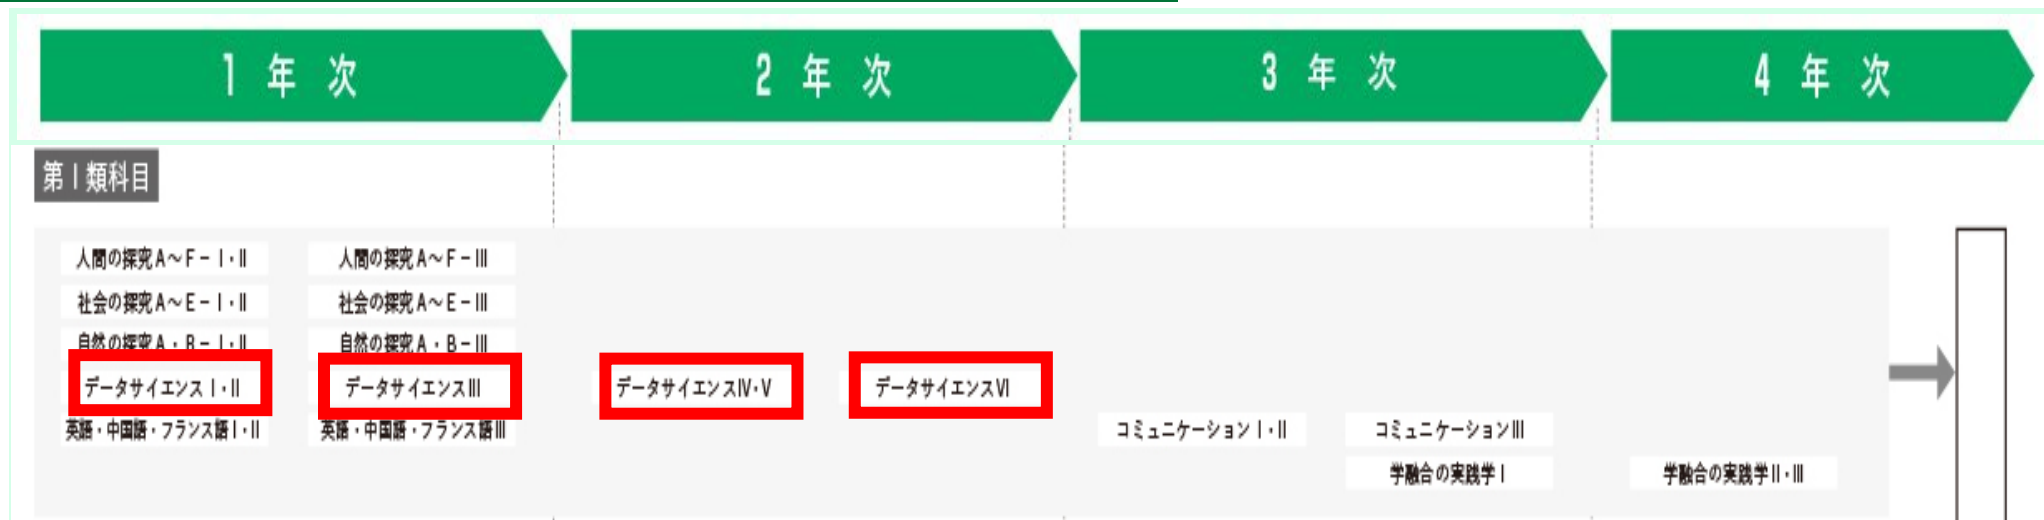 1 年 次
2 年 次
3 年 次
4 年 次
第Ⅰ類科目
人間の探究A～F－Ⅰ・Ⅱ
人間の探究A～F－Ⅲ
社会の探究A～E－Ⅰ・Ⅱ
社会の探究A～E－Ⅲ
自然の探究A・B－Ⅰ・Ⅱ
自然の探究A・B－Ⅲ
データサイエンスⅠ・Ⅱ
データサイエンスⅢ
データサイエンスⅣ・Ⅴ
データサイエンスⅥ
英語・中国語・フランス語Ⅰ・Ⅱ
英語・中国語・フランス語Ⅲ
コミュニケーションⅠ・Ⅱ
コミュニケーションⅢ
学融合の実践学Ⅰ
学融合の実践学Ⅱ・Ⅲ